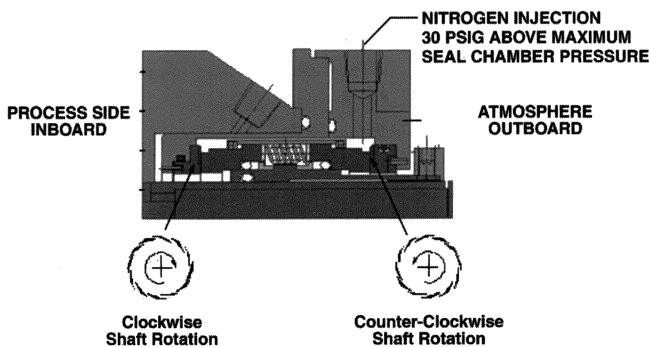 NITROGEN INJECTION
30 PSIG ABOVE MAXIMUM
SEAL CHAMBER PRESSURE
PROCESS SIDE
INBOARD
ATMOSPHERE
OUTBOARD
Clockwise
Shaft Rotation
Counter-Clockwise
Shaft Rotation